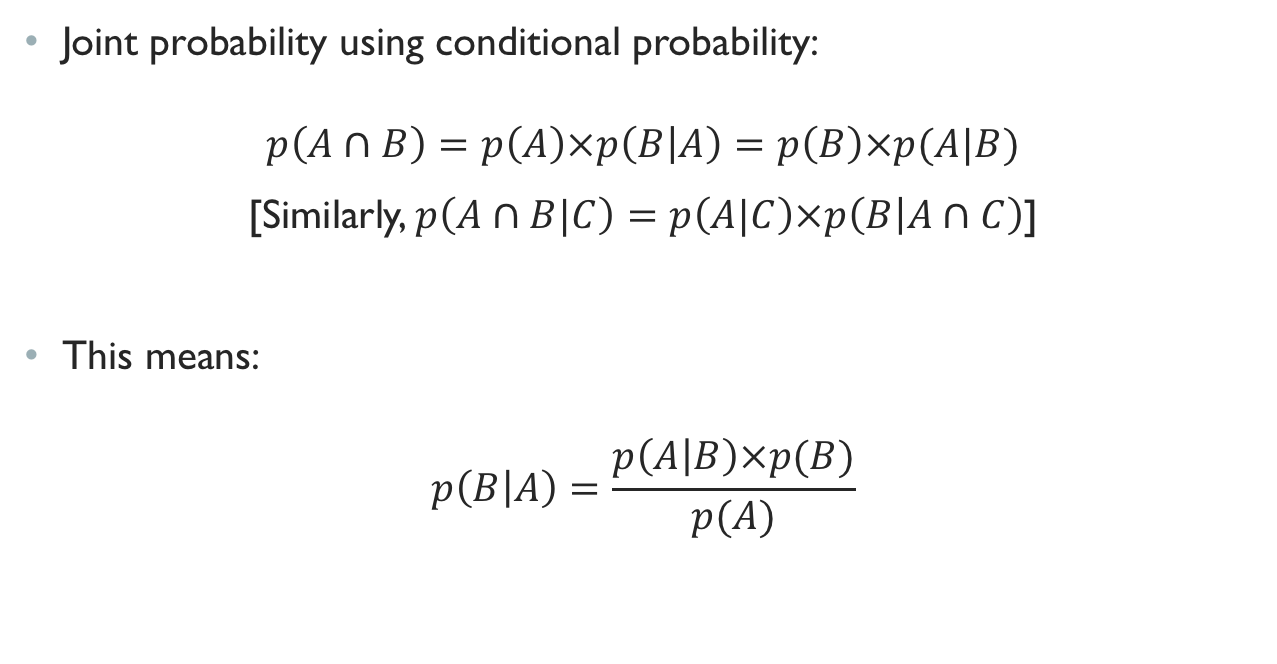 • Joint probability using conditional probability:
p(A ∩ B) = p(A)×p(B|A) = p(B)×p(A|B)
[Similarly, p(A ∩ B|C) = p(A|C)×p(B|A ∩ C)]
• This means:
p(B|A) = p(A|B)×p(B) / p(A)